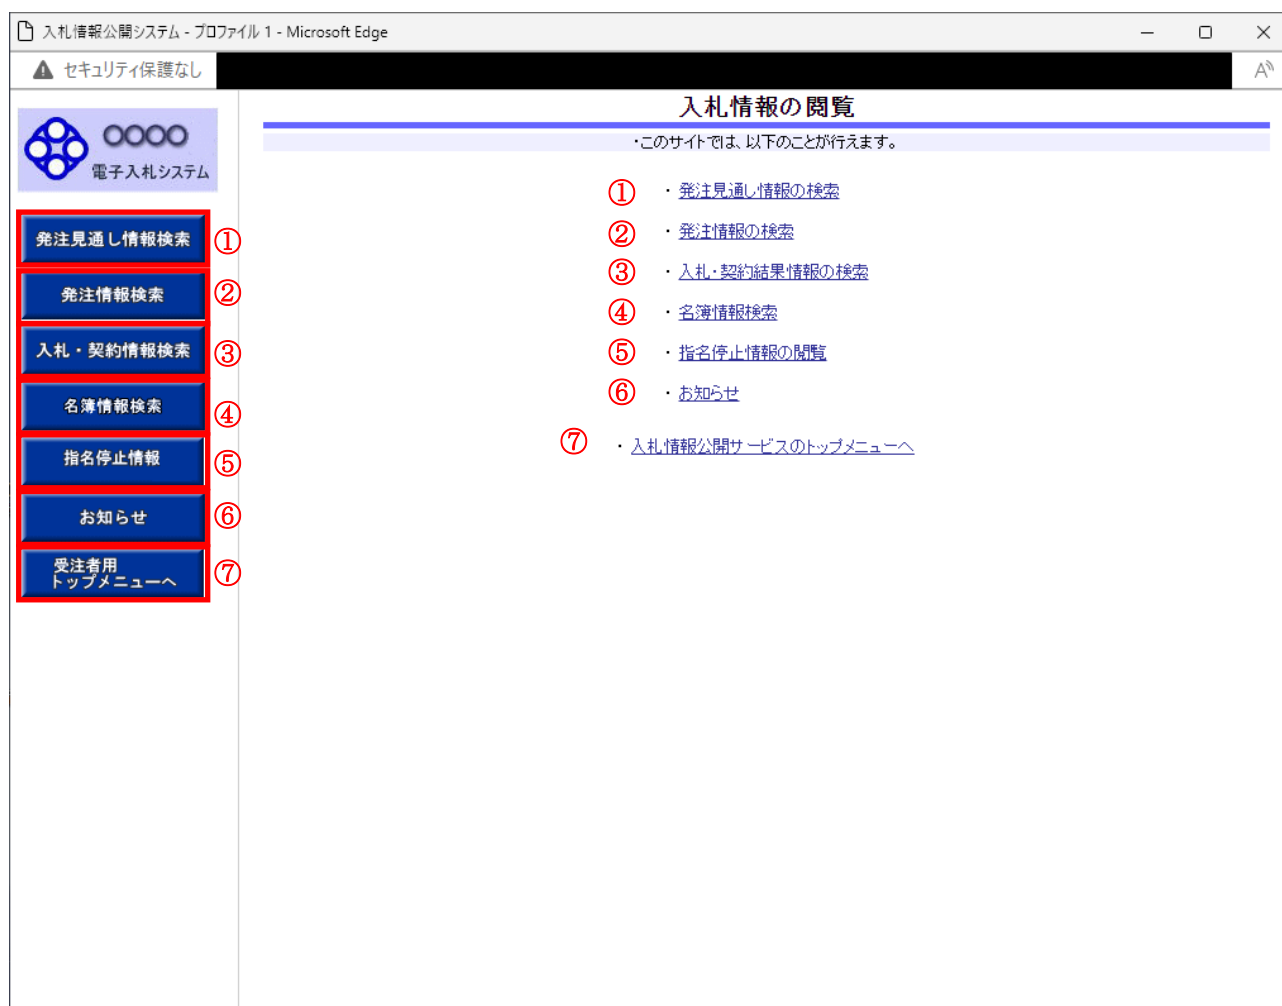 入札情報公開システム - プロファイル 1 - Microsoft Edge
セキュリティ保護なし
A
〇〇〇〇
電子入札システム
発注見通し情報検索 ①
発注情報検索 ②
入札・契約情報検索 ③
名簿情報検索 ④
指名停止情報 ⑤
お知らせ ⑥
受注者用
トップメニューへ ⑦
入札情報の閲覧
・このサイトでは、以下のことが行えます。
① ・ 発注見通し情報の検索
② ・ 発注情報の検索
③ ・ 入札・契約結果情報の検索
④ ・ 名簿情報検索
⑤ ・ 指名停止情報の閲覧
⑥ ・ お知らせ
⑦ ・ 入札情報公開サービスのトップメニューへ